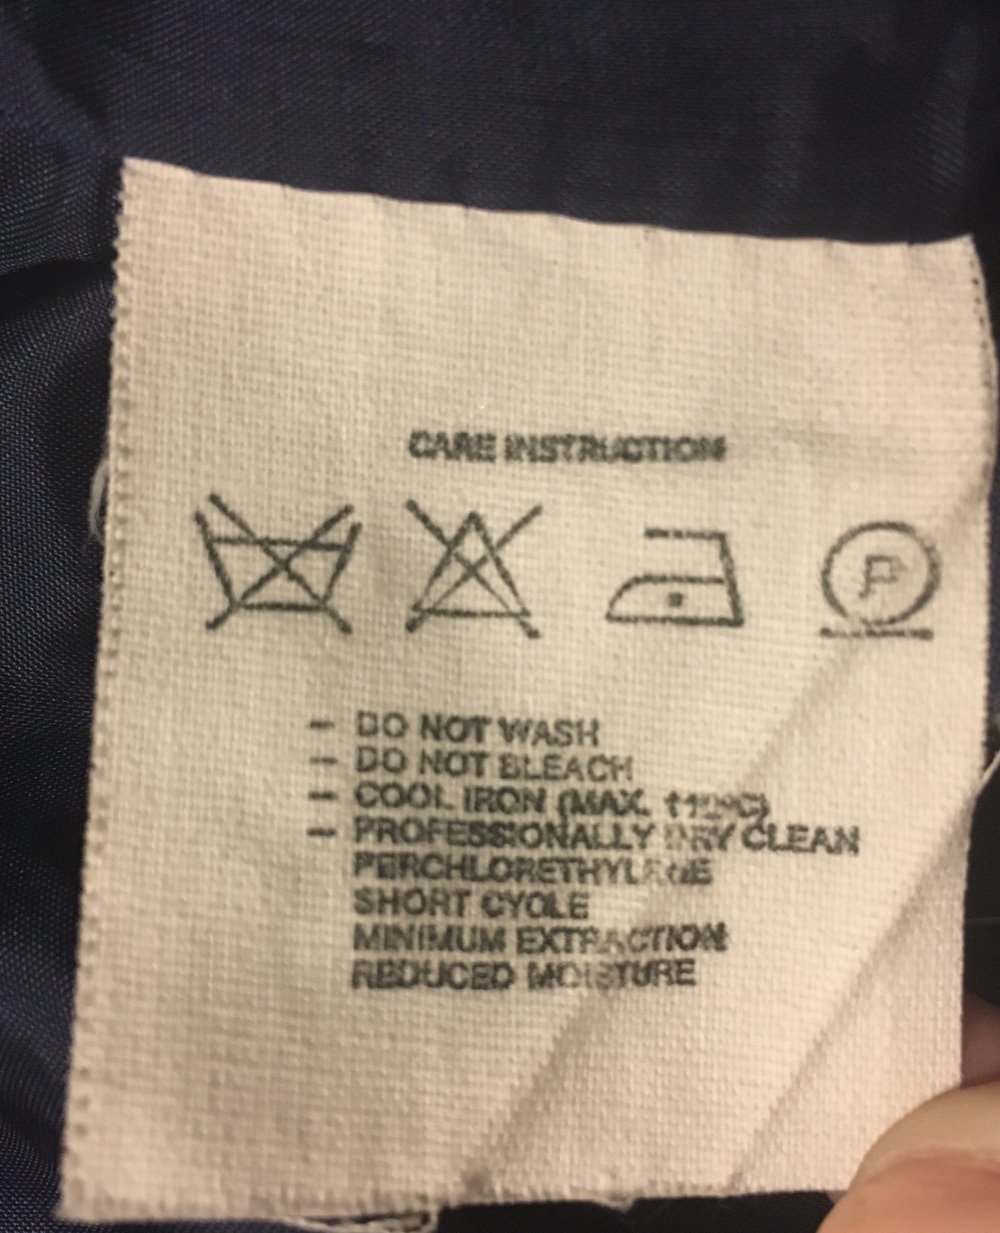 CARE INSTRUCTION
P
- DO NOT WASH
- DO NOT BLEACH
- COOL IRON (MAX. 110°C)
- PROFESSIONALLY DRY CLEAN
PERCHLORETHYLENE
SHORT CYCLE
MINIMUM EXTRACTION
REDUCED MOISTURE